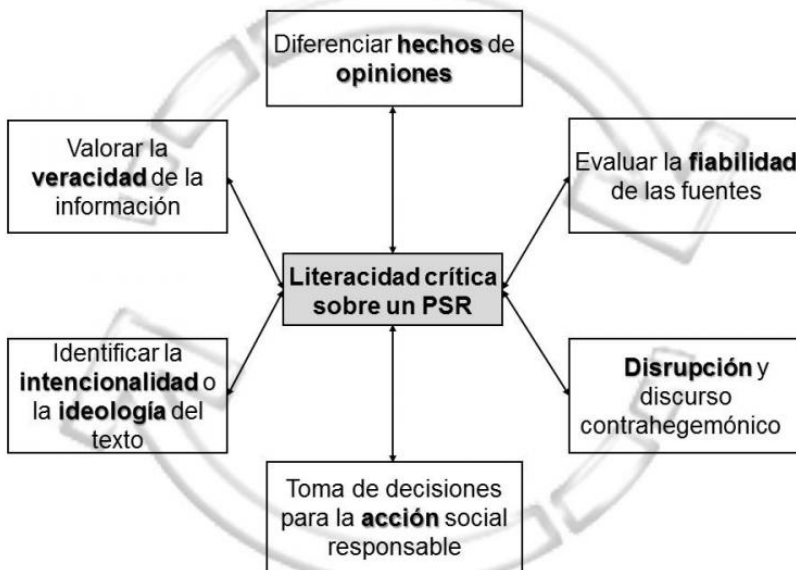 Diferenciar hechos de
opiniones
Valorar la
veracidad de la
información
Evaluar la fiabilidad
de las fuentes
Literacidad crítica
sobre un PSR
Identificar la
intencionalidad o
la ideología del
texto
Disrupción y
discurso
contrahegemónico
Toma de decisiones
para la acción social
responsable